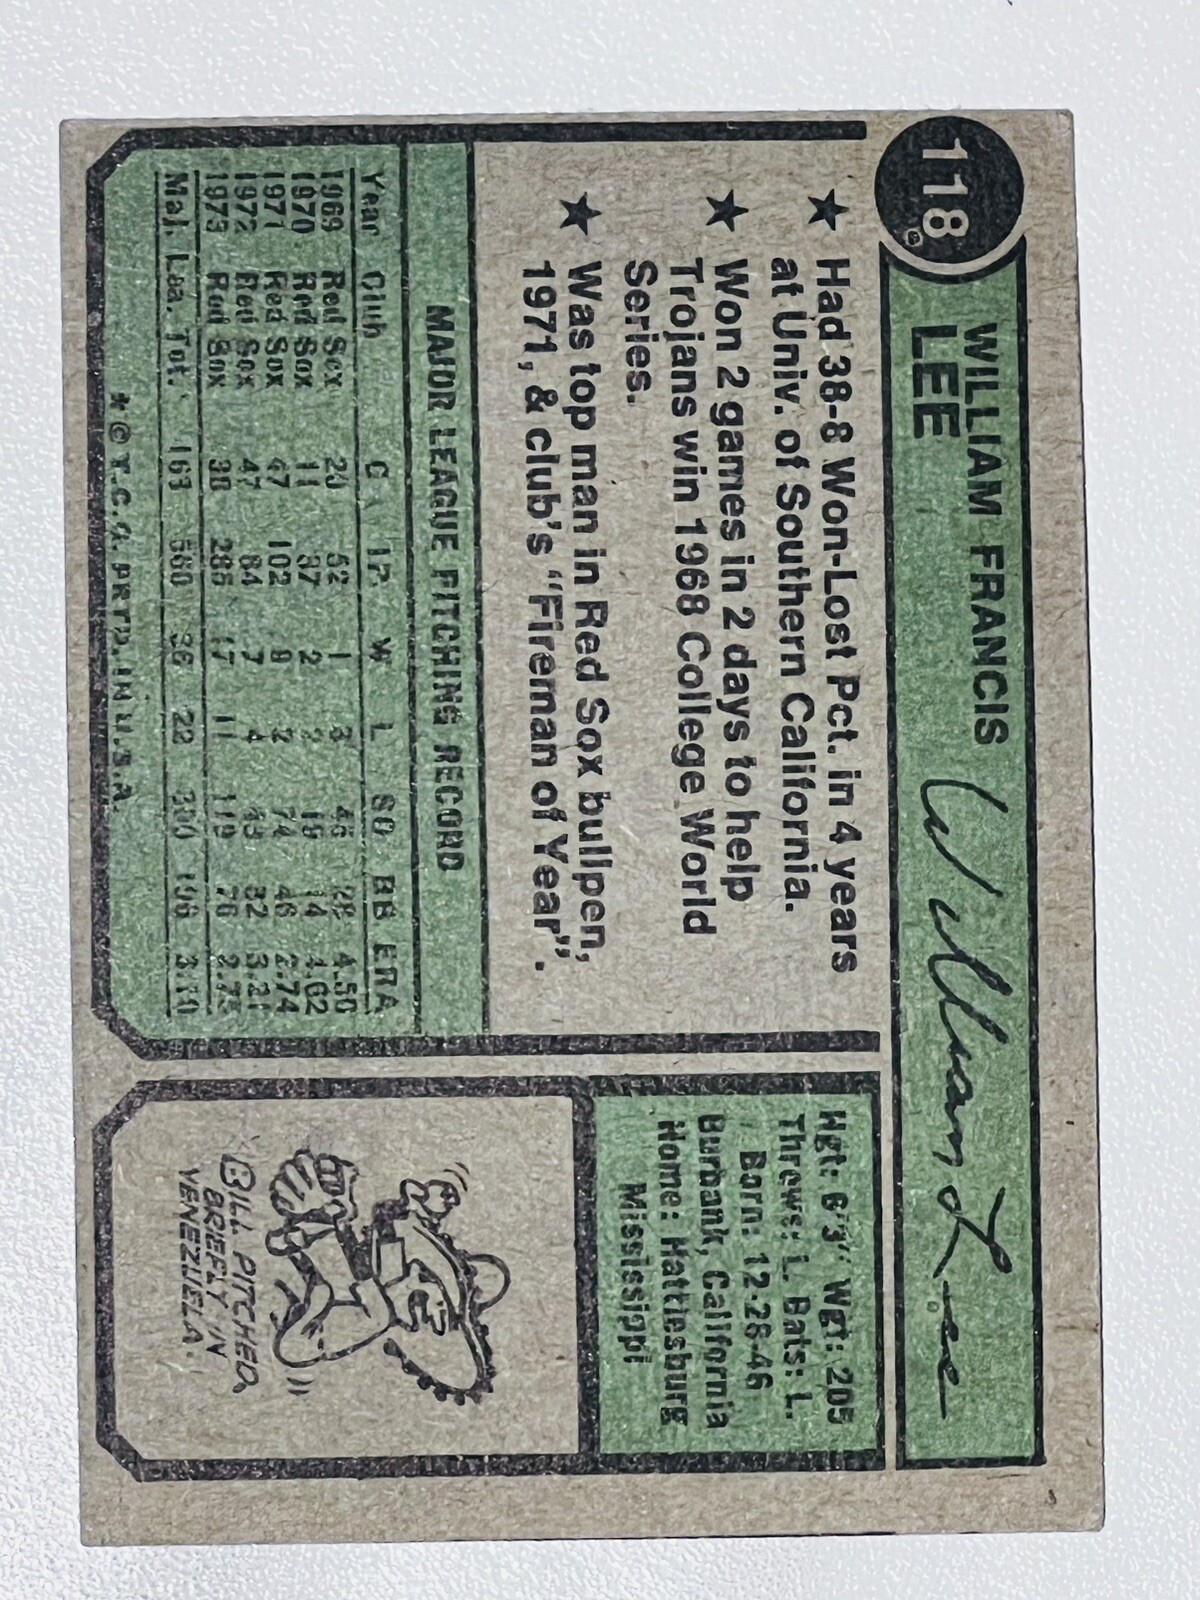 118
WILLIAM FRANCIS
LEE
William Lee
★ Had 38-8 Won-Lost Pct. in 4 years
at Univ. of Southern California.
★ Won 2 games in 2 days to help
Trojans win 1968 College World
Series.
★ Was top man in Red Sox bullpen,
1971, & club's "Fireman of Year".
Hgt: 6'3" Wgt: 205
Throws: L. Bats: L.
Born: 12-28-46
Burbank, California
Home: Hattiesburg
Mississippi
MAJOR LEAGUE PITCHING RECORD
Year Club G IP W L SO BB ERA
1969 Red Sox 20 52 1 3 45 28 4.50
1970 Red Sox 11 37 2 2 19 14 4.62
1971 Red Sox 47 102 9 2 74 46 2.74
1972 Red Sox 47 84 7 4 43 32 3.21
1973 Red Sox 38 285 17 11 119 76 2.75
Maj. Lea. Tot. 163 560 36 22 300 196 3.10
★ © T.C.G. PRTD. IN U.S.A.
BILL PITCHED
BRIEFLY IN
VENEZUELA.